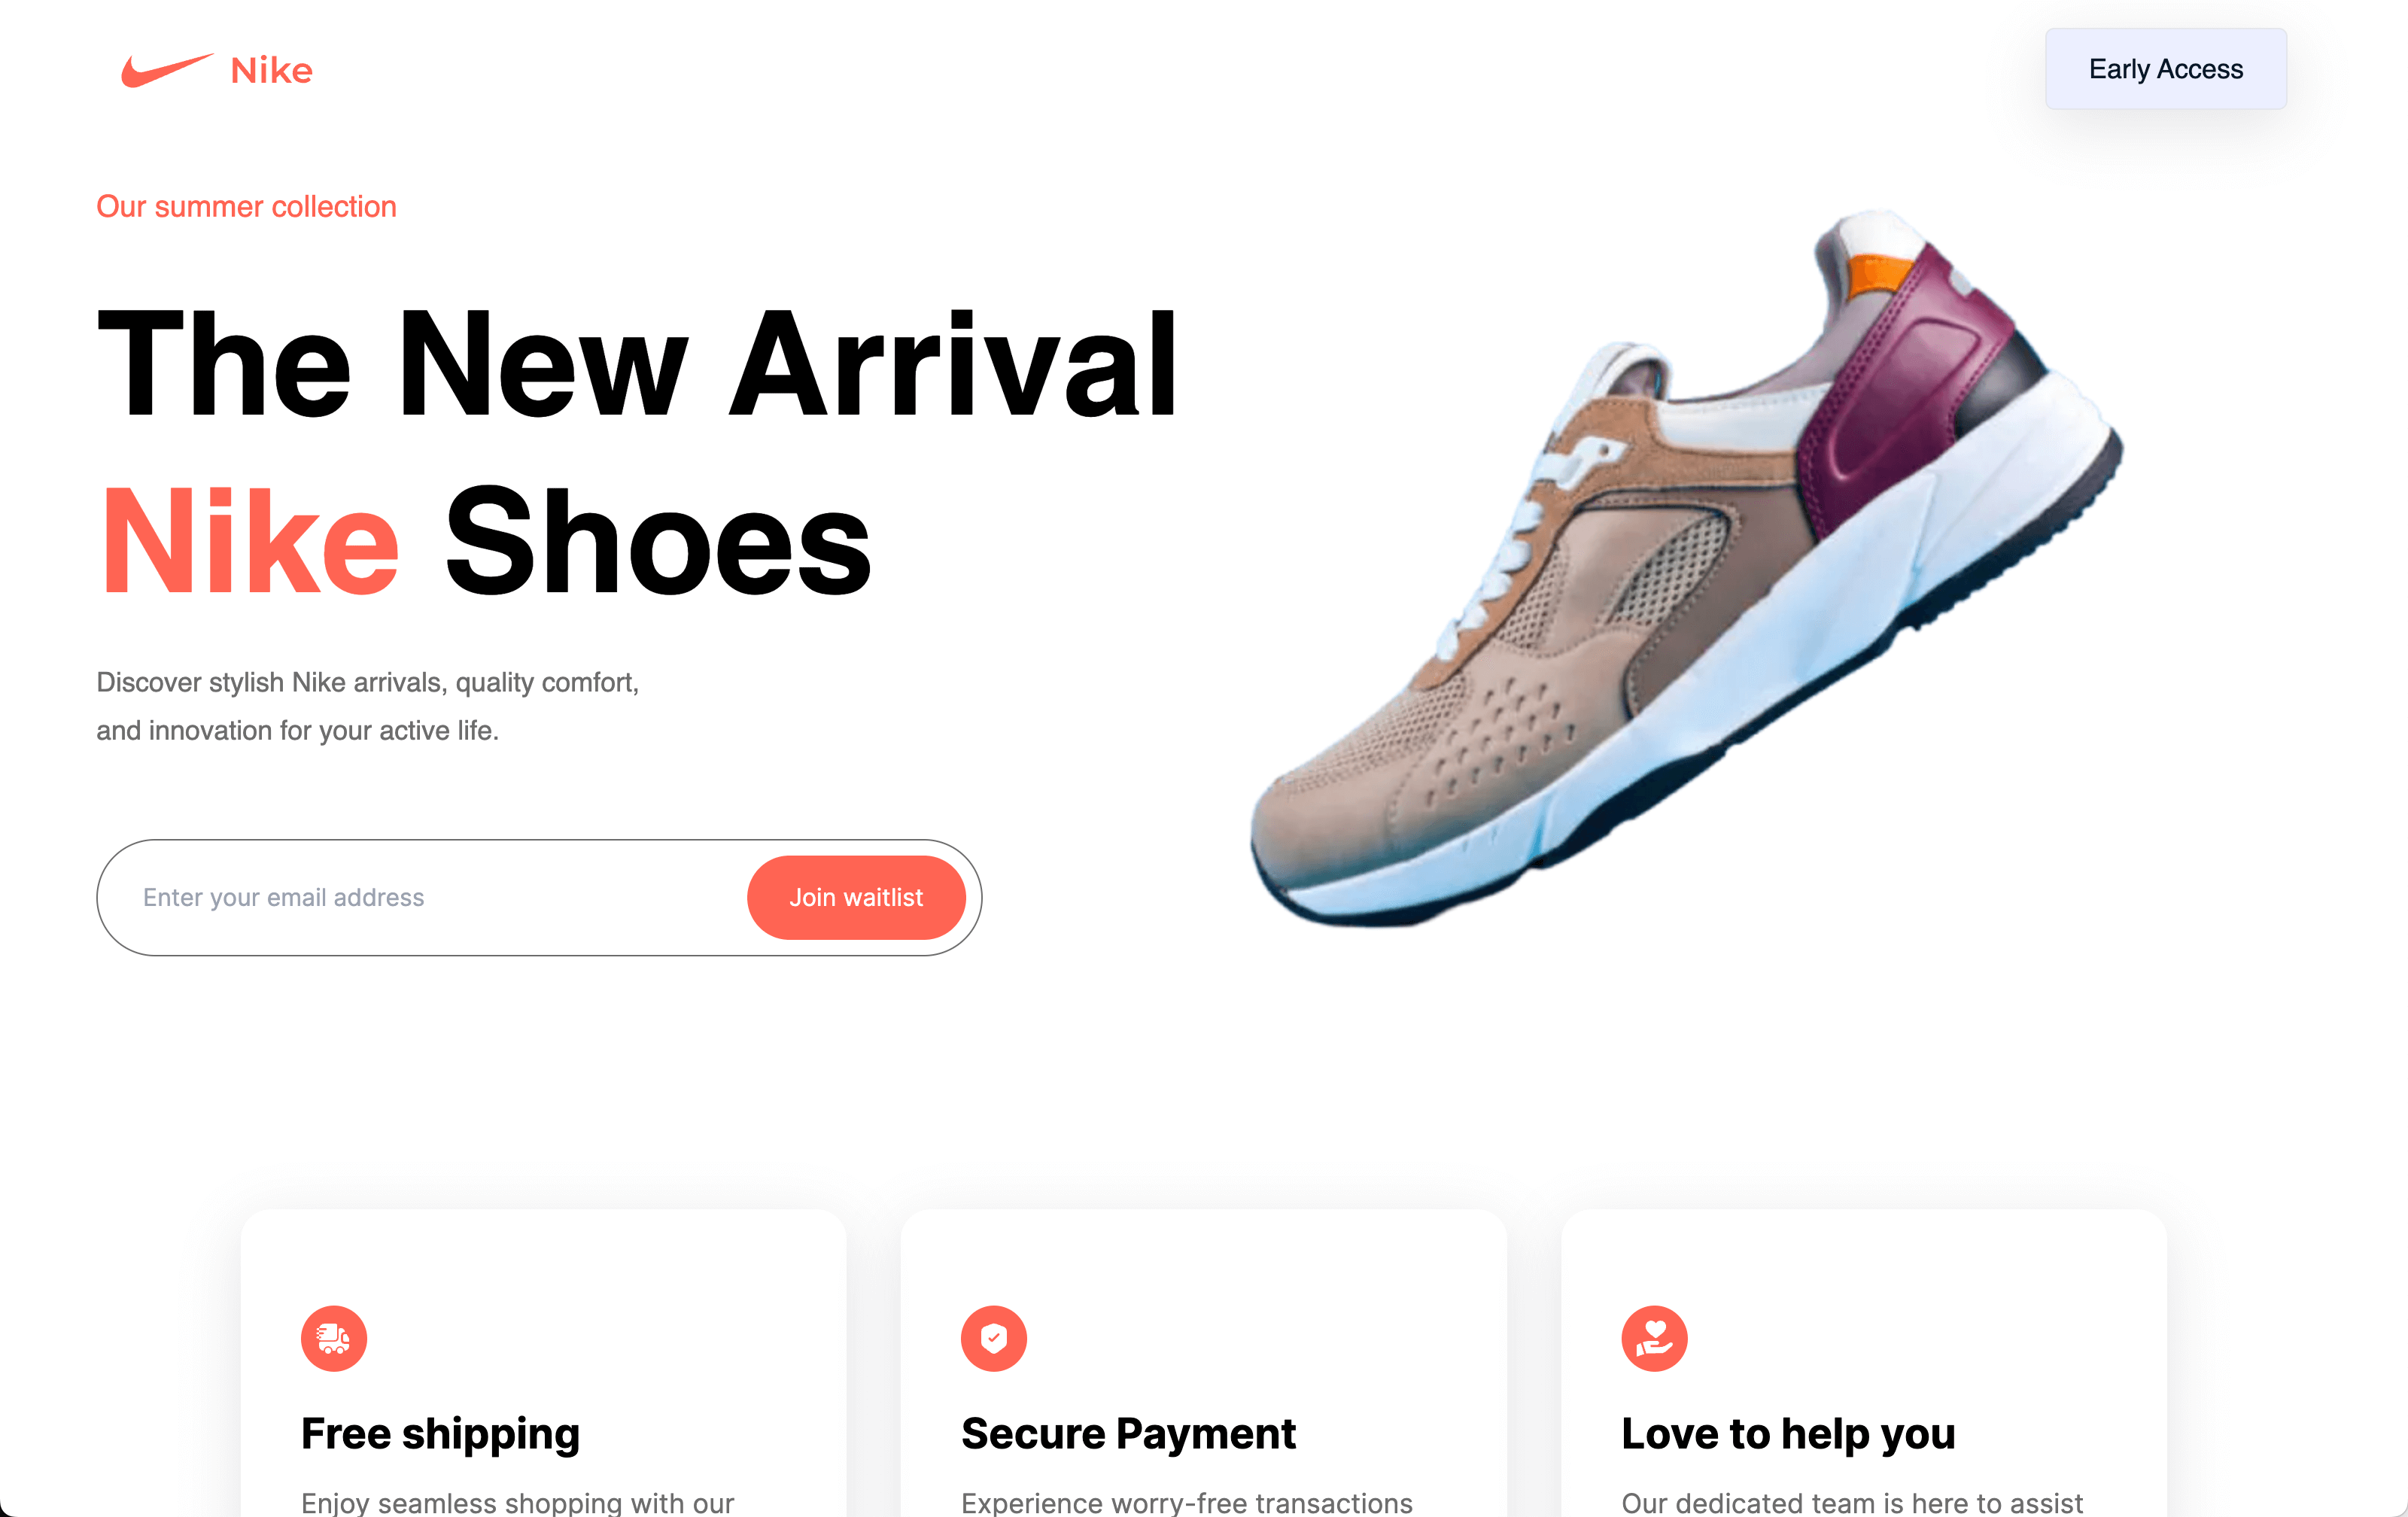 Nike
Early Access
Our summer collection
The New Arrival
Nike Shoes
Discover stylish Nike arrivals, quality comfort,
and innovation for your active life.
Enter your email address
Join waitlist
Free shipping
Enjoy seamless shopping with our
Secure Payment
Experience worry-free transactions
Love to help you
Our dedicated team is here to assist